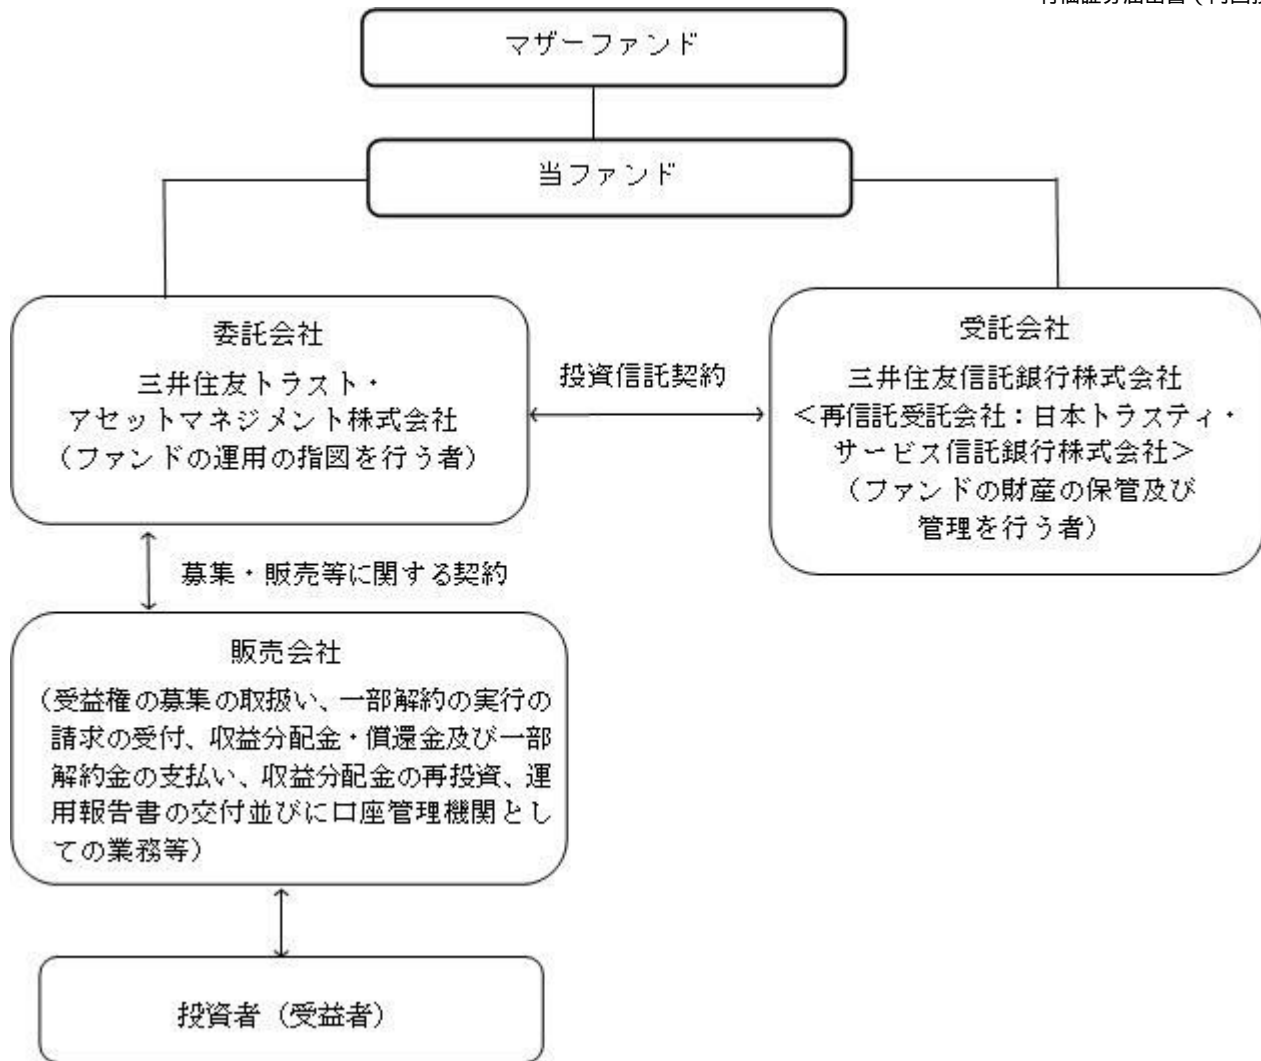 マザーファンド
当ファンド
委託会社
三井住友トラスト・
アセットマネジメント株式会社
（ファンドの運用の指図を行う者）
投資信託契約
受託会社
三井住友信託銀行株式会社
＜再信託受託会社：日本トラスティ・
サービス信託銀行株式会社＞
（ファンドの財産の保管及び
管理を行う者）
募集・販売等に関する契約
販売会社
（受益権の募集の取扱い、一部解約の実行の
請求の受付、収益分配金・償還金及び一部
解約金の支払い、収益分配金の再投資、運
用報告書の交付並びに口座管理機関とし
ての業務等）
投資者（受益者）